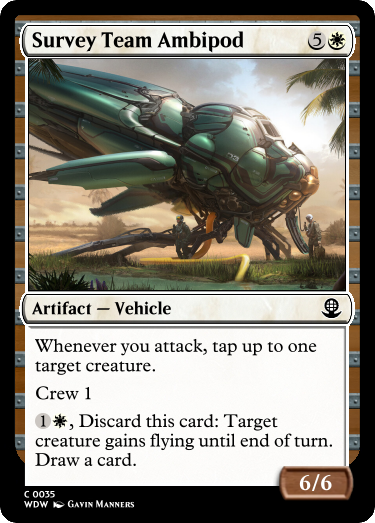 Survey Team Ambipod 5
Artifact — Vehicle
Whenever you attack, tap up to one
target creature.
Crew 1
1, Discard this card: Target
creature gains flying until end of turn.
Draw a card.
6/6
C 0035
WDW Gavin Manners